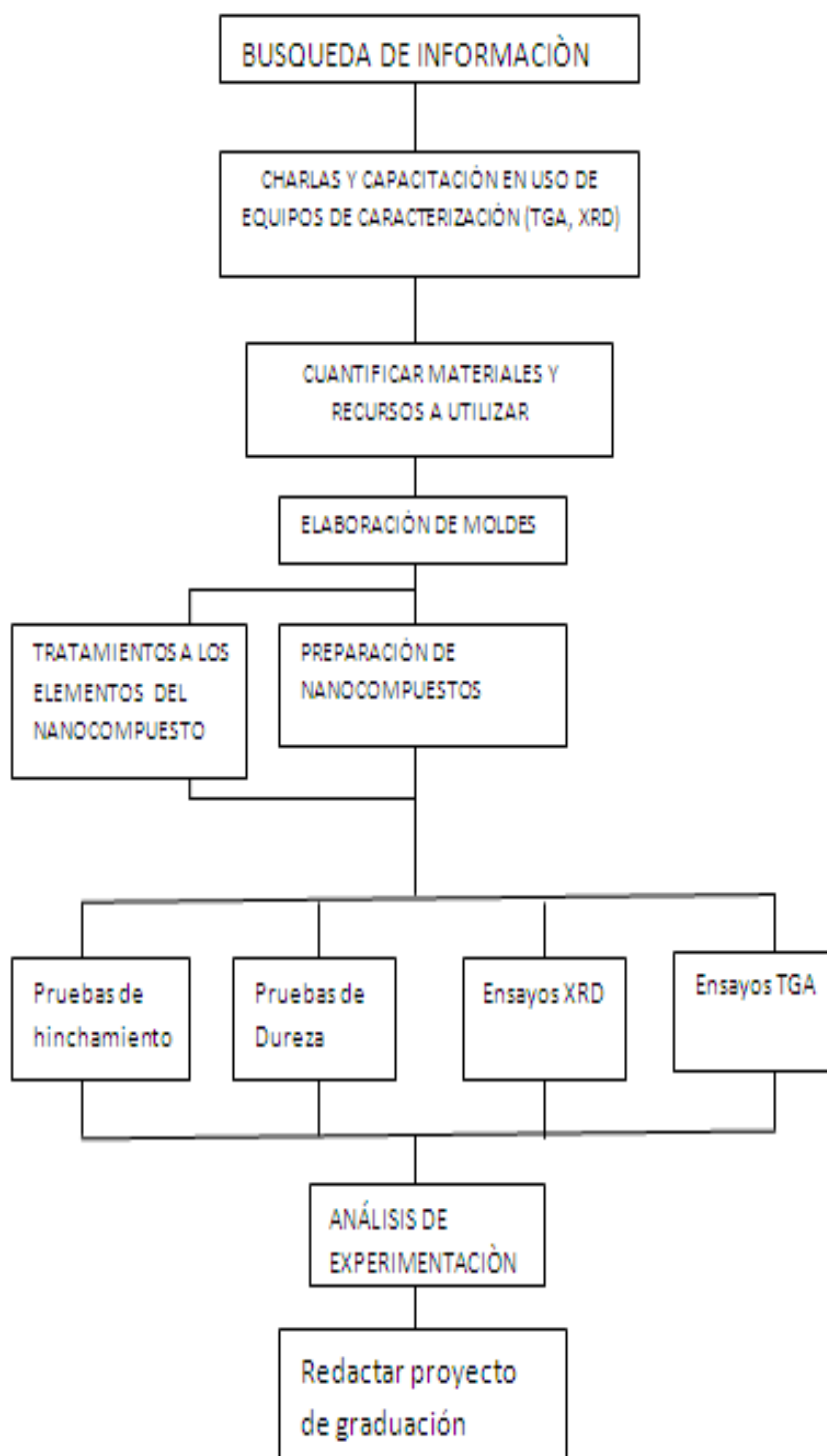 BUSQUEDA DE INFORMACIÒN
CHARLAS Y CAPACITACIÓN EN USO DE
EQUIPOS DE CARACTERIZACIÓN (TGA, XRD)
CUANTIFICAR MATERIALES Y
RECURSOS A UTILIZAR
ELABORACIÓN DE MOLDES
TRATAMIENTOS A LOS
ELEMENTOS DEL
NANOCOMPUESTO
PREPARACIÓN DE
NANOCOMPUESTOS
Pruebas de
hinchamiento
Pruebas de
Dureza
Ensayos XRD
Ensayos TGA
ANÁLISIS DE
EXPERIMENTACIÒN
Redactar proyecto
de graduación